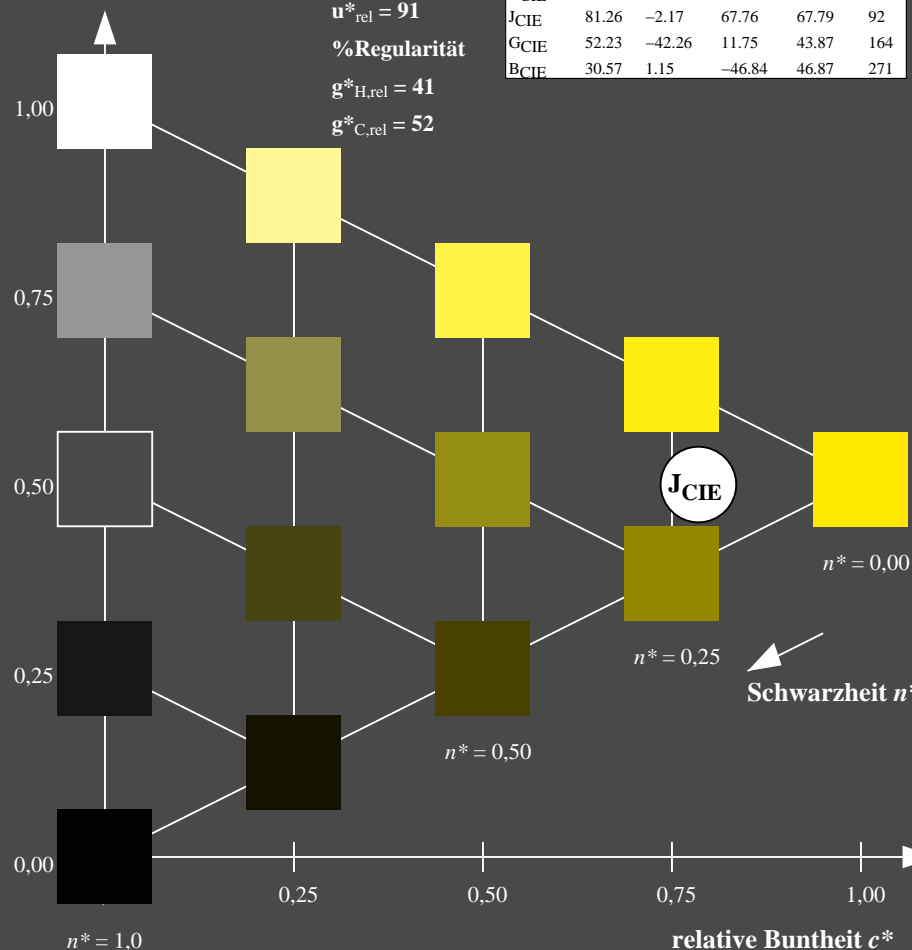 u*rel = 91
%Regularität
g*H,rel = 41
g*C,rel = 52
CIE
JCIE 81.26 −2.17 67.76 67.79 92
GCIE 52.23 −42.26 11.75 43.87 164
BCIE 30.57 1.15 −46.84 46.87 271
1,00
0,75
0,50
JCIE
n* = 0,00
n* = 0,25
0,25
Schwarzheit n*
n* = 0,50
0,00
0,25 0,50 0,75 1,00
n* = 1,0
relative Buntheit c*